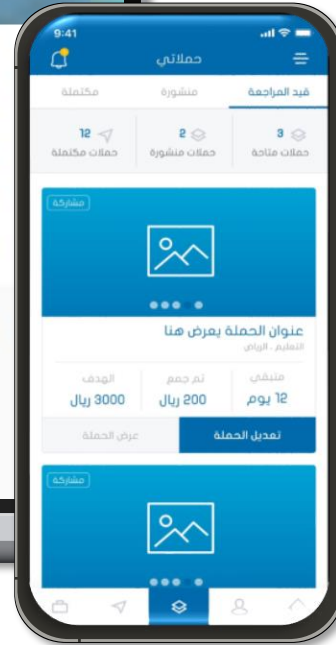 9:41
حملاتي
قيد المراجعة منشورة مكتملة
3 2 12
حملات متاحة حملات منشورة حملات مكتملة
مشاركة
عنوان الحملة يعرض هنا
التعليم ، الرياض
متبقي تم جمع الهدف
12 يوم 200 ريال 3000 ريال
تعديل الحملة عرض الحملة
مشاركة